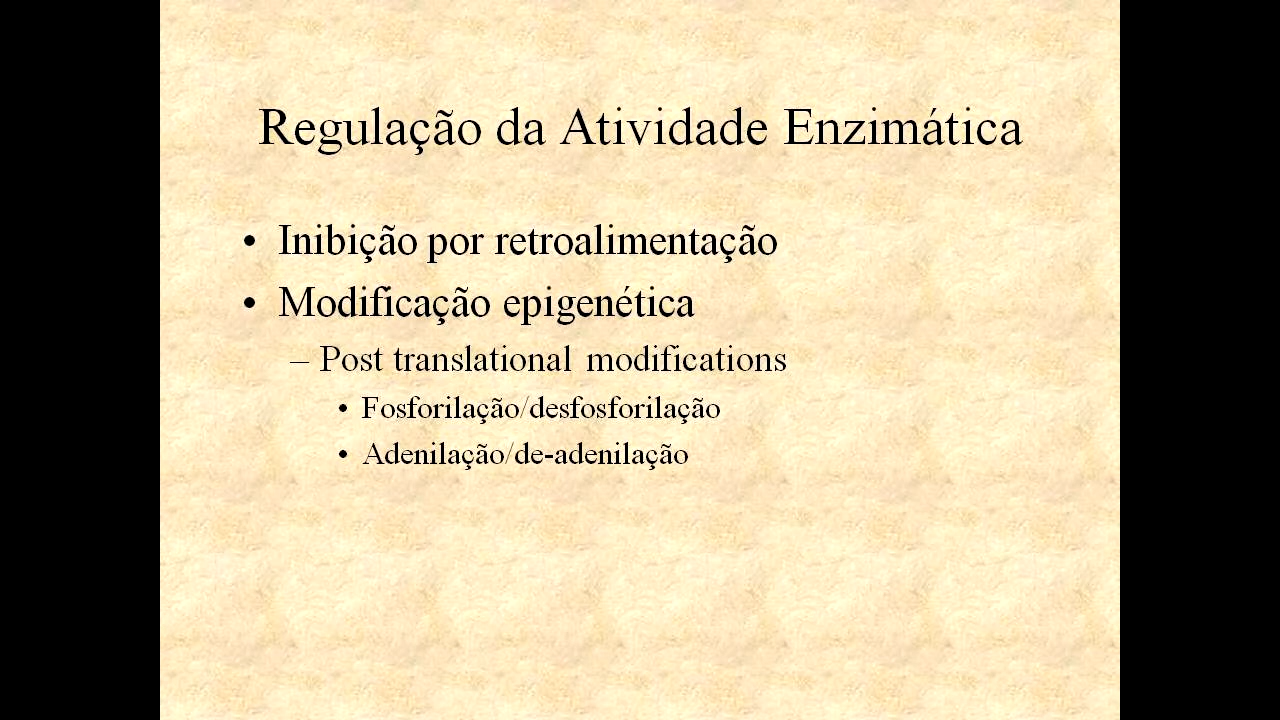 Regulação da Atividade Enzimática
• Inibição por retroalimentação
• Modificação epigenética
– Post translational modifications
• Fosforilação/desfosforilação
• Adenilação/de-adenilação